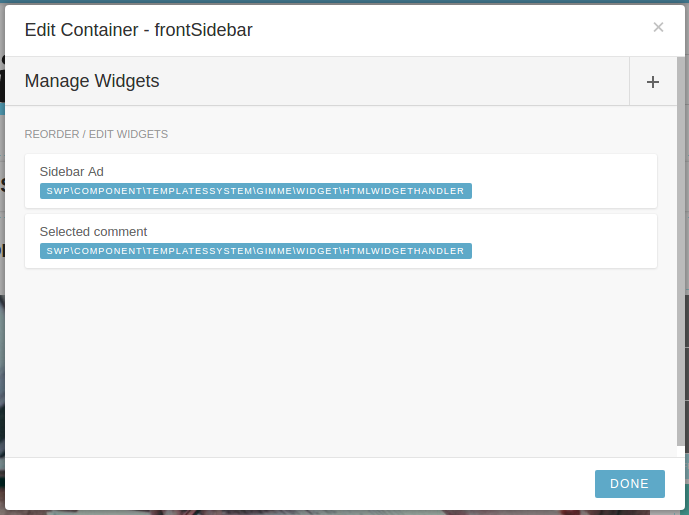 Edit Container - frontSidebar
×
Manage Widgets
+
REORDER / EDIT WIDGETS
Sidebar Ad
SWP\COMPONENT\TEMPLATESSYSTEM\GIMME\WIDGET\HTMLWIDGETHANDLER
Selected comment
SWP\COMPONENT\TEMPLATESSYSTEM\GIMME\WIDGET\HTMLWIDGETHANDLER
DONE